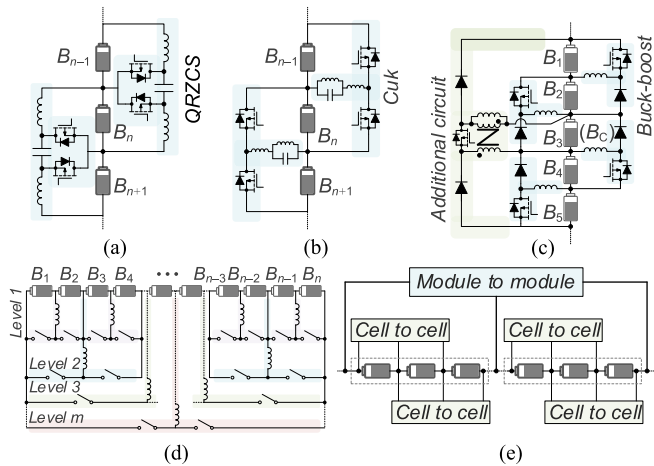 B_{n-1}
B_n
B_{n+1}
QRZCS
(a)
B_{n-1}
B_n
B_{n+1}
Cuk
(b)
Additional circuit
B_1
B_2
B_3
(B_C)
B_4
B_5
Buck-boost
(c)
B_1 B_2 B_3 B_4 ... B_{n-3} B_{n-2} B_{n-1} B_n
Level 1
Level 2
Level 3
Level m
(d)
Module to module
Cell to cell Cell to cell
Cell to cell Cell to cell
(e)